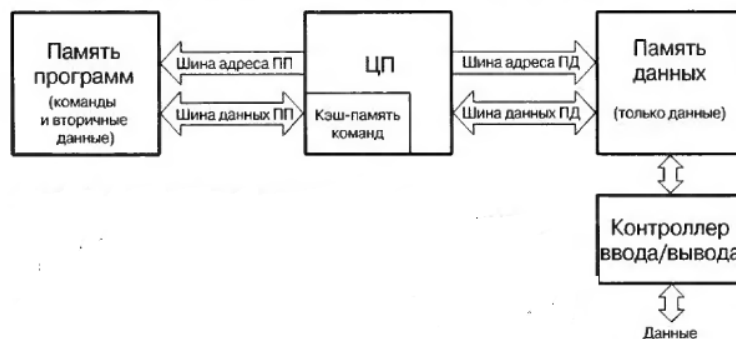 Память
программ
(команды
и вторичные
данные)
Шина адреса ПП
Шина данных ПП
ЦП
Кэш-память
команд
Шина адреса ПД
Шина данных ПД
Память
данных
(только данные)
Контроллер
ввода/вывода
Данные